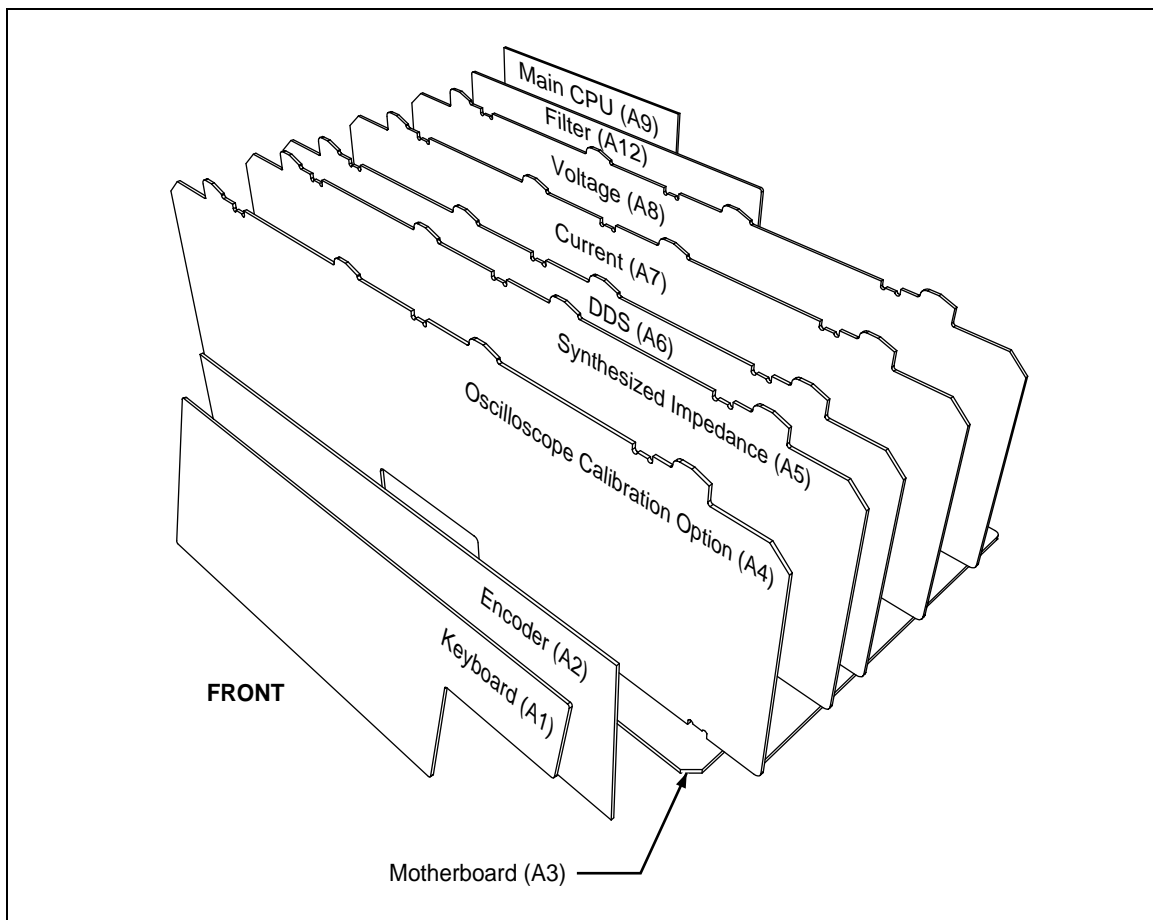 Main CPU (A9)
Filter (A12)
Voltage (A8)
Current (A7)
DDS (A6)
Synthesized Impedance (A5)
Oscilloscope Calibration Option (A4)
Encoder (A2)
Keyboard (A1)
FRONT
Motherboard (A3)